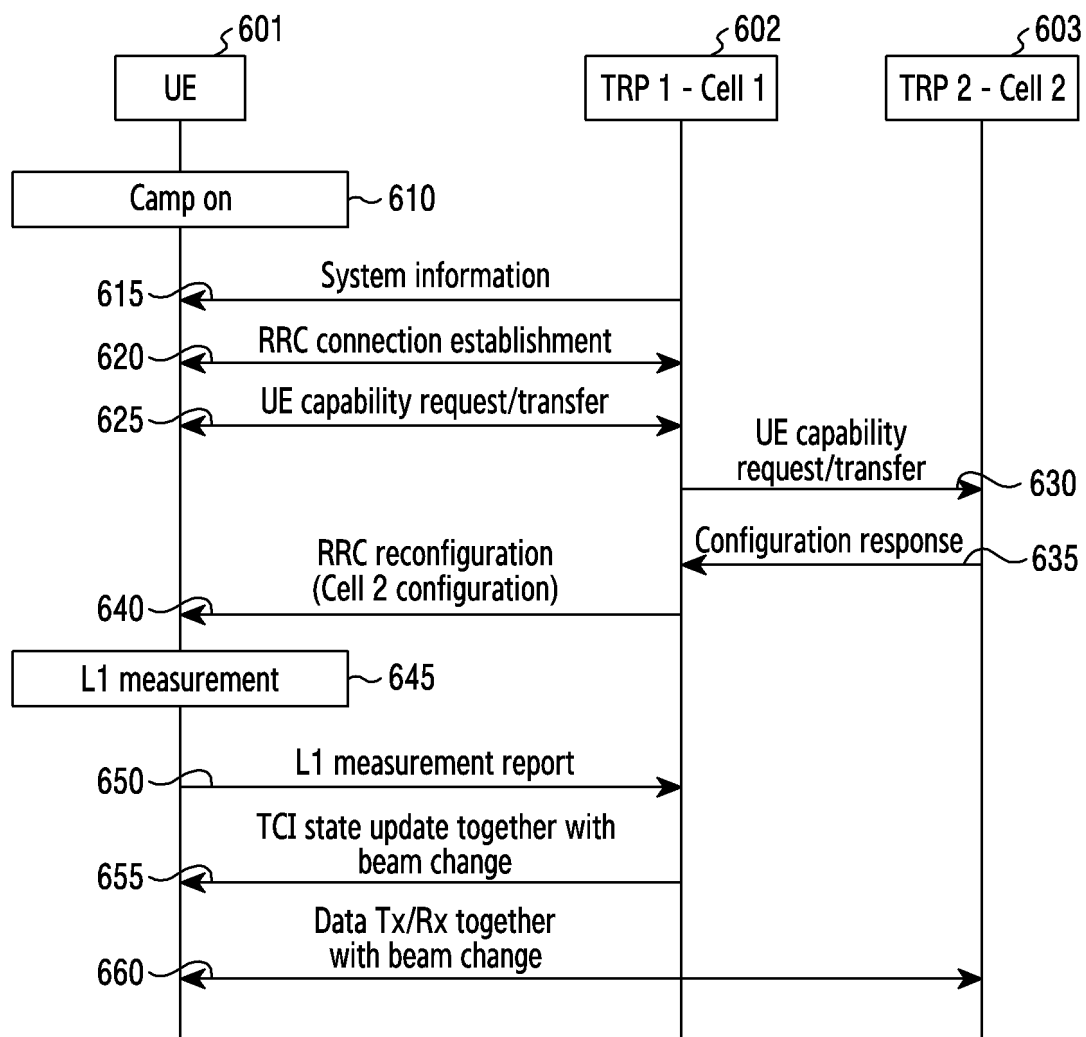 601
602
603
UE
TRP 1 - Cell 1
TRP 2 - Cell 2
Camp on
610
System information
615
RRC connection establishment
620
UE capability request/transfer
625
UE capability
request/transfer
630
Configuration response
635
RRC reconfiguration
(Cell 2 configuration)
640
L1 measurement
645
L1 measurement report
650
TCI state update together with
beam change
655
Data Tx/Rx together
with beam change
660